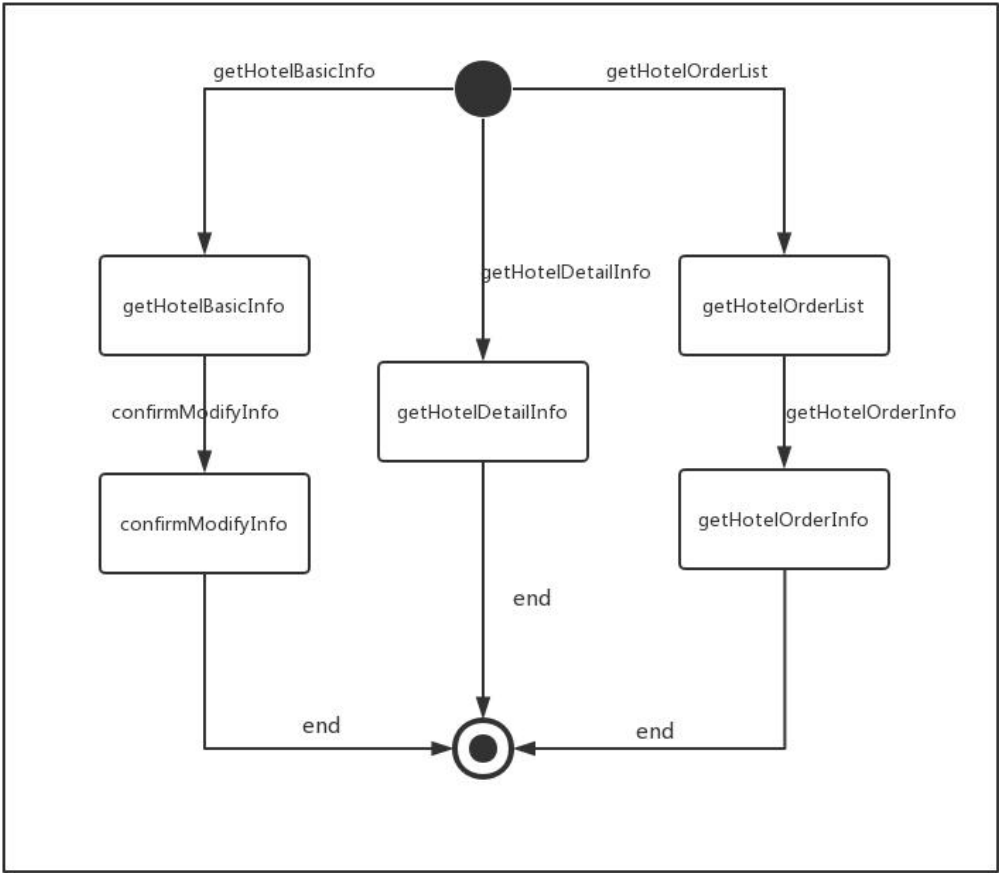 getHotelBasicInfo
getHotelOrderList
getHotelDetailInfo
getHotelBasicInfo
getHotelOrderList
confirmModifyInfo
getHotelDetailInfo
getHotelOrderInfo
confirmModifyInfo
getHotelOrderInfo
end
end
end